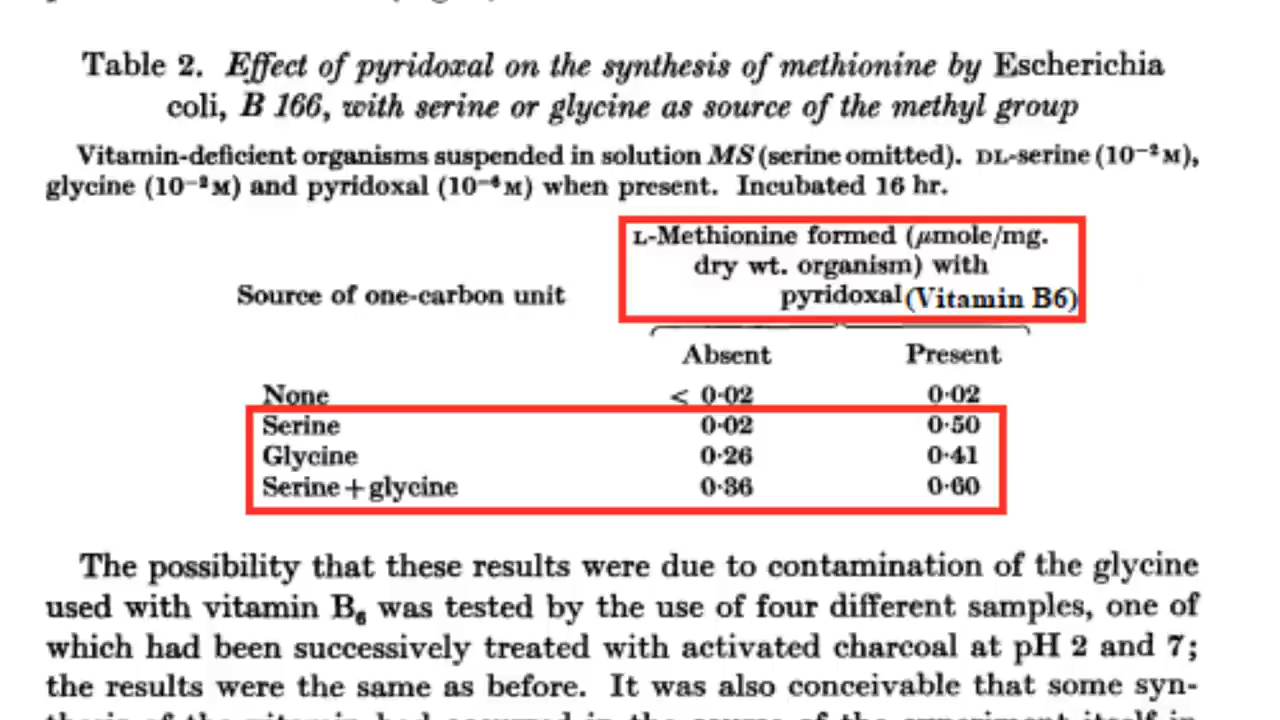 Table 2. Effect of pyridoxal on the synthesis of methionine by Escherichia
coli, B 166, with serine or glycine as source of the methyl group
Vitamin-deficient organisms suspended in solution MS (serine omitted). DL-serine (10⁻²M),
glycine (10⁻²M) and pyridoxal (10⁻⁴M) when present. Incubated 16 hr.
L-Methionine formed (μmole/mg.
dry wt. organism) with
Source of one-carbon unit pyridoxal (Vitamin B6)
Absent Present
None < 0·02 0·02
Serine 0·02 0·50
Glycine 0·26 0·41
Serine + glycine 0·36 0·60
The possibility that these results were due to contamination of the glycine
used with vitamin B₆ was tested by the use of four different samples, one of
which had been successively treated with activated charcoal at pH 2 and 7;
the results were the same as before. It was also conceivable that some syn-